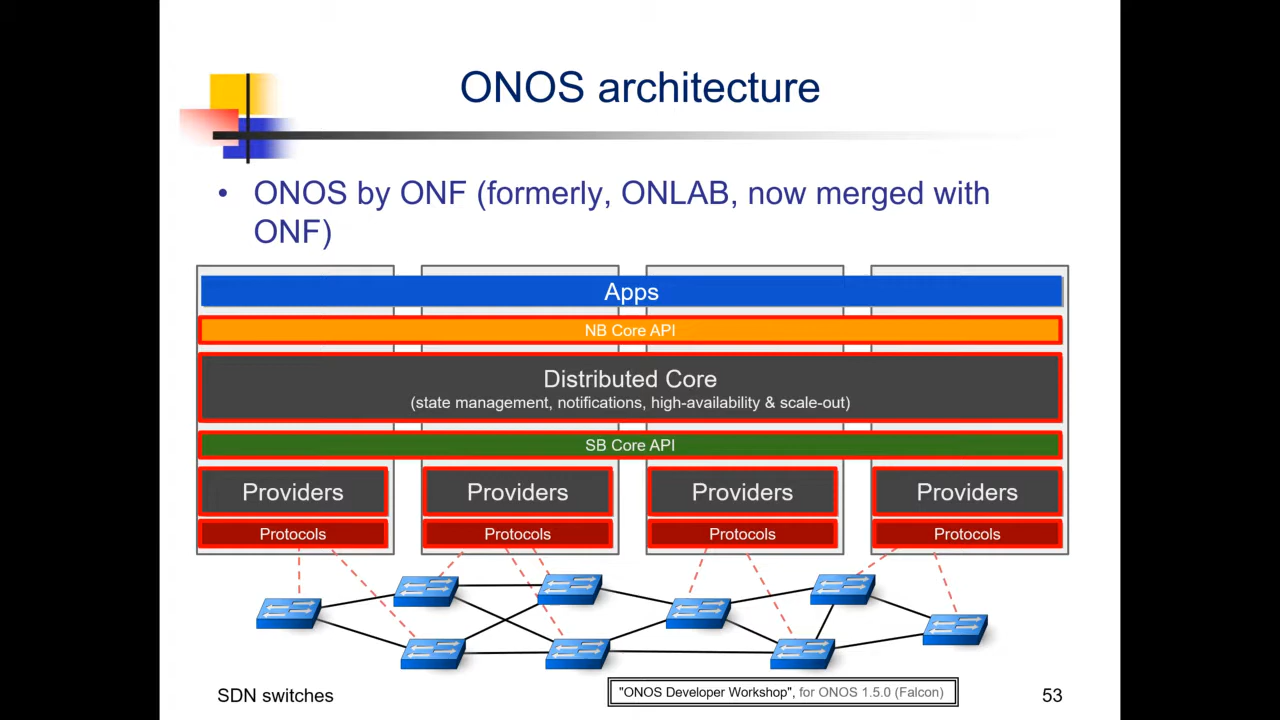 ONOS architecture
• ONOS by ONF (formerly, ONLAB, now merged with
ONF)
Apps
NB Core API
Distributed Core
(state management, notifications, high-availability & scale-out)
SB Core API
Providers Providers Providers Providers
Protocols Protocols Protocols Protocols
SDN switches
"ONOS Developer Workshop", for ONOS 1.5.0 (Falcon)
53